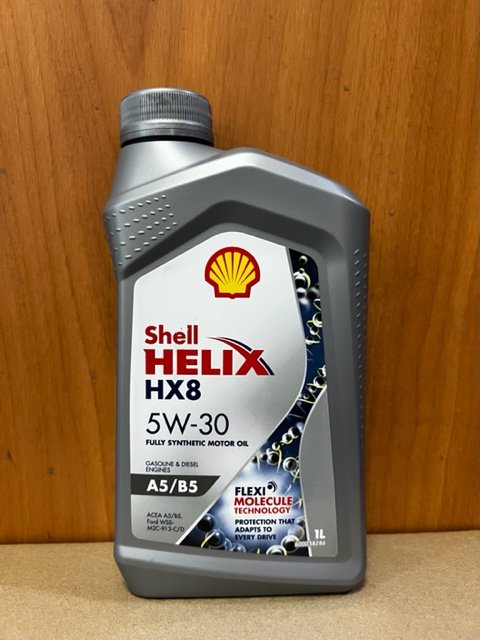 Shell
HELIX
HX8
5W-30
FULLY SYNTHETIC MOTOR OIL
GASOLINE & DIESEL
ENGINES
A5/B5
ACEA A5/B5,
Ford WSS-
M2C-913-C/D
FLEXI
MOLECULE
TECHNOLOGY
PROTECTION THAT
ADAPTS TO
EVERY DRIVE
1L
600038286